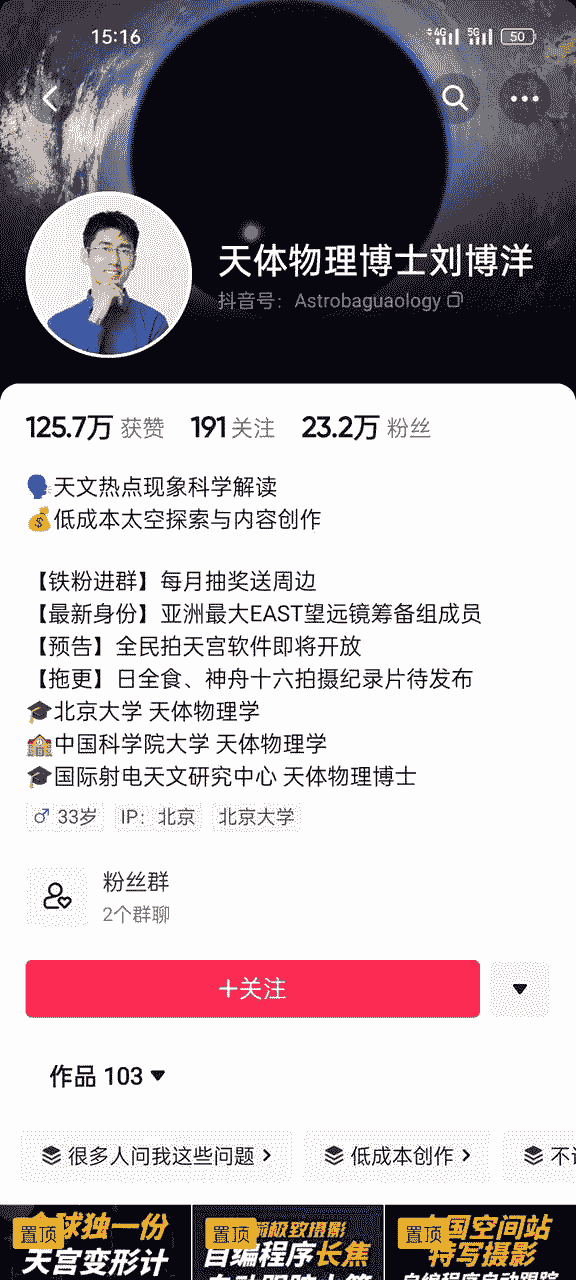 15:16
4G 5G 50
天体物理博士刘博洋
抖音号：Astrobaguaology
125.7万 获赞 191 关注 23.2万 粉丝
天文热点现象科学解读
低成本太空探索与内容创作
【铁粉进群】每月抽奖送周边
【最新身份】亚洲最大EAST望远镜筹备组成员
【预告】全民拍天宫软件即将开放
【拖更】日全食、神舟十六拍摄纪录片待发布
北京大学 天体物理学
中国科学院大学 天体物理学
国际射电天文研究中心 天体物理博士
♂ 33岁 IP：北京 北京大学
粉丝群
2个群聊
+关注
作品 103
很多人问我这些问题 低成本创作
置顶 球独一份 置顶 极致摄影 置顶 国空间站
天宫变形计 自编程序长焦 特写摄影